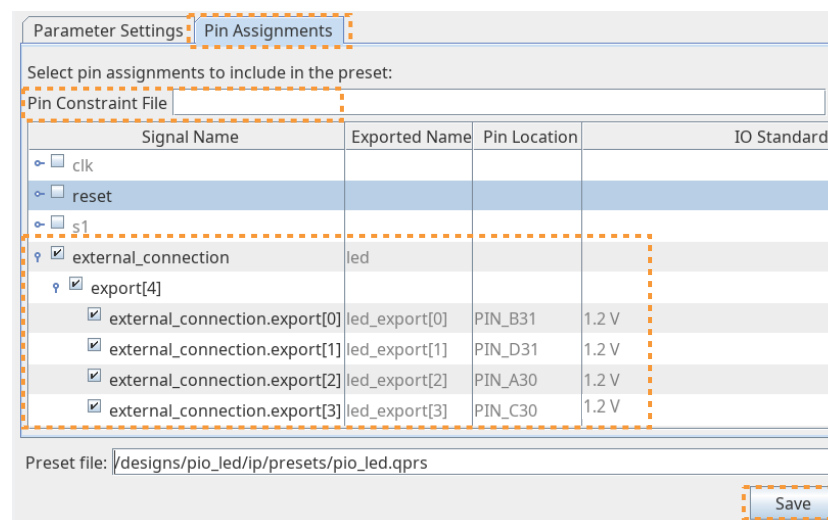 Parameter Settings Pin Assignments
Select pin assignments to include in the preset:
Pin Constraint File
Signal Name Exported Name Pin Location IO Standard
clk
reset
s1
external_connection led
export[4]
external_connection.export[0] led_export[0] PIN_B31 1.2 V
external_connection.export[1] led_export[1] PIN_D31 1.2 V
external_connection.export[2] led_export[2] PIN_A30 1.2 V
external_connection.export[3] led_export[3] PIN_C30 1.2 V
Preset file: /designs/pio_led/ip/presets/pio_led.qprs
Save